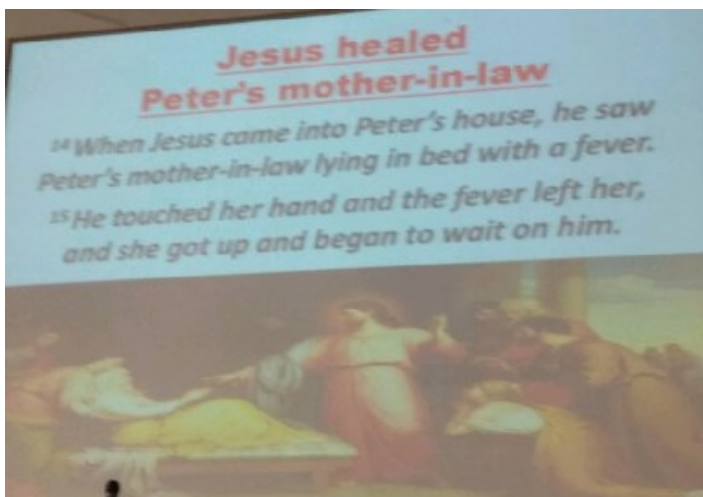 Jesus healed
Peter's mother-in-law
14 When Jesus came into Peter's house, he saw
Peter's mother-in-law lying in bed with a fever.
15 He touched her hand and the fever left her,
and she got up and began to wait on him.